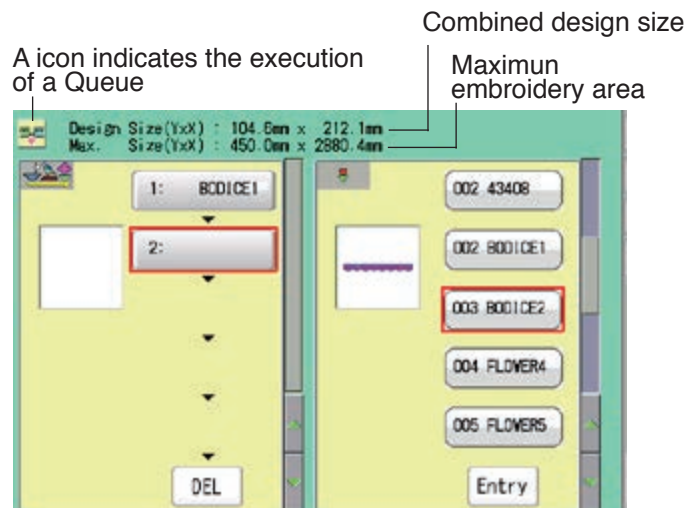 Combined design size
A icon indicates the execution
of a Queue
Maximun
embroidery area
Design Size(YxX) : 104.6mm x 212.1mm
Max. Size(YxX) : 450.0mm x 2880.4mm
1: BODICE1
2:
DEL
002 43408
002 BODICE1
003 BODICE2
004 FLOWER4
005 FLOWER5
Entry